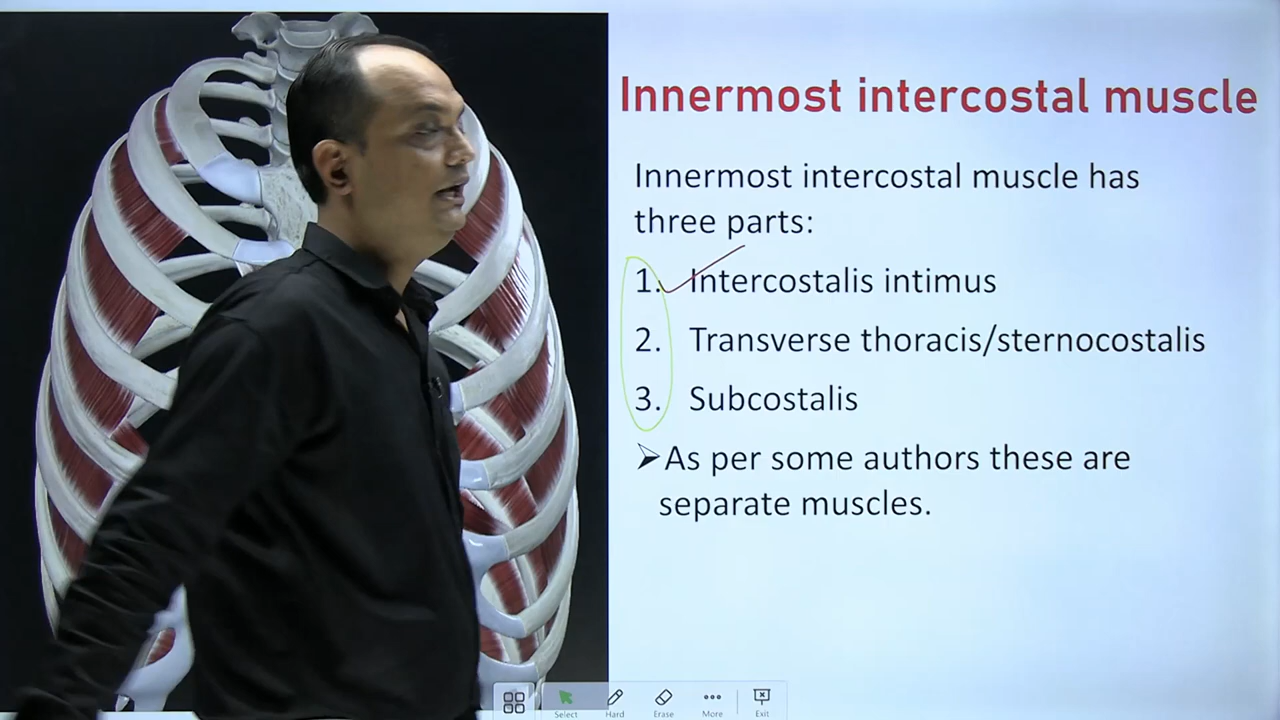 Innermost intercostal muscle
Innermost intercostal muscle has
three parts:
1. Intercostalis intimus
2. Transverse thoracis/sternocostalis
3. Subcostalis
➢As per some authors these are
separate muscles.
Select Hard Erase More Exit